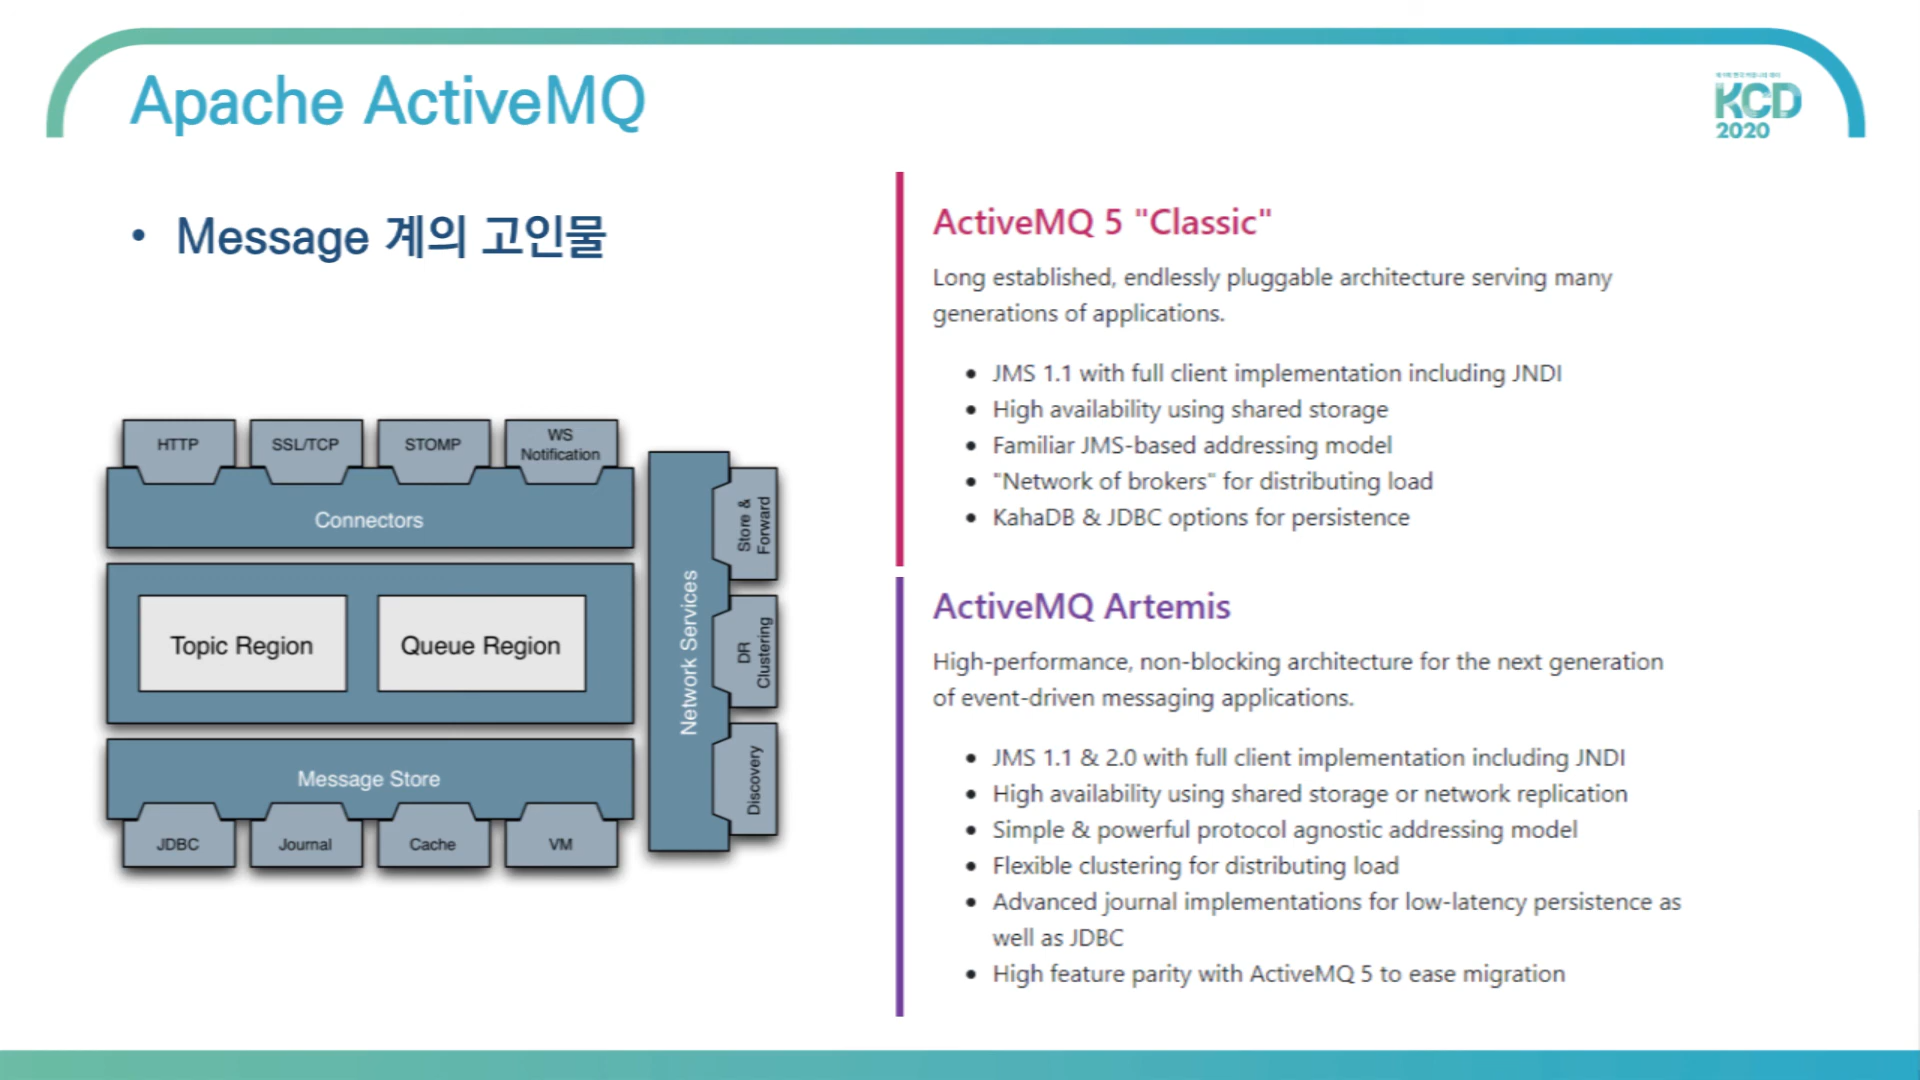 Apache ActiveMQ
KCD
2020
• Message 계의 고인물
HTTP
SSL/TCP
STOMP
WS
Notification
Connectors
Topic Region
Queue Region
Message Store
JDBC
Journal
Cache
VM
Network Services
Store &
Forward
DR
Clustering
Discovery
ActiveMQ 5 "Classic"
Long established, endlessly pluggable architecture serving many
generations of applications.
• JMS 1.1 with full client implementation including JNDI
• High availability using shared storage
• Familiar JMS-based addressing model
• "Network of brokers" for distributing load
• KahaDB & JDBC options for persistence
ActiveMQ Artemis
High-performance, non-blocking architecture for the next generation
of event-driven messaging applications.
• JMS 1.1 & 2.0 with full client implementation including JNDI
• High availability using shared storage or network replication
• Simple & powerful protocol agnostic addressing model
• Flexible clustering for distributing load
• Advanced journal implementations for low-latency persistence as
well as JDBC
• High feature parity with ActiveMQ 5 to ease migration